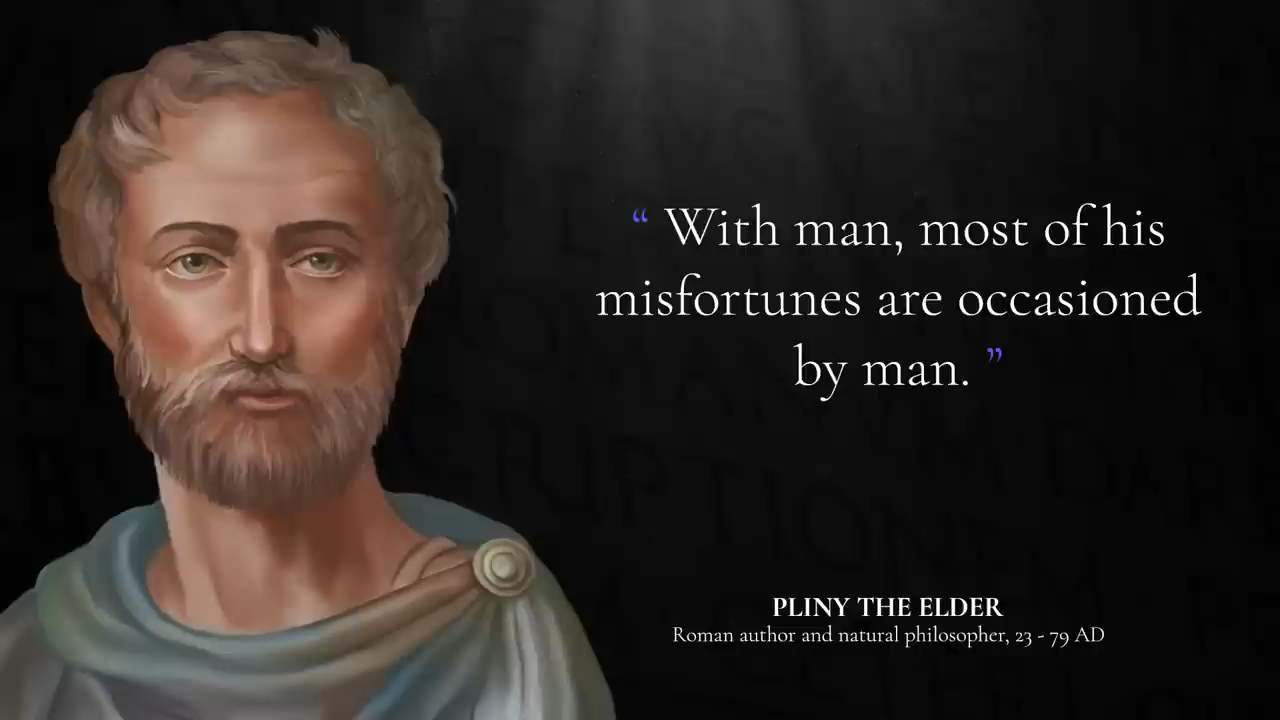 “ With man, most of his
misfortunes are occasioned
by man. ”
PLINY THE ELDER
Roman author and natural philosopher, 23 - 79 AD